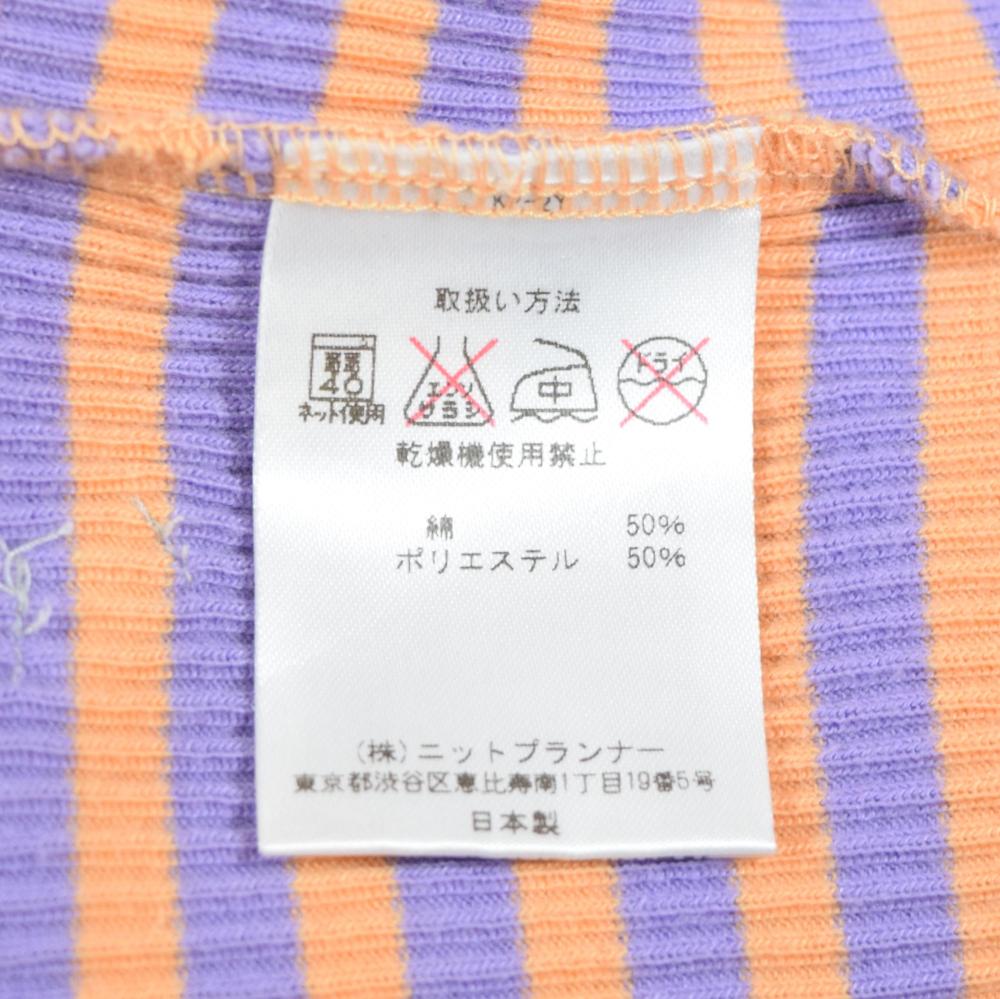 取扱い方法
40
ネット使用
エンソ
サラシ
中
ドライ
乾燥機使用禁止
綿 50%
ポリエステル 50%
(株)ニットプランナー
東京都渋谷区恵比寿南1丁目19番5号
日本製